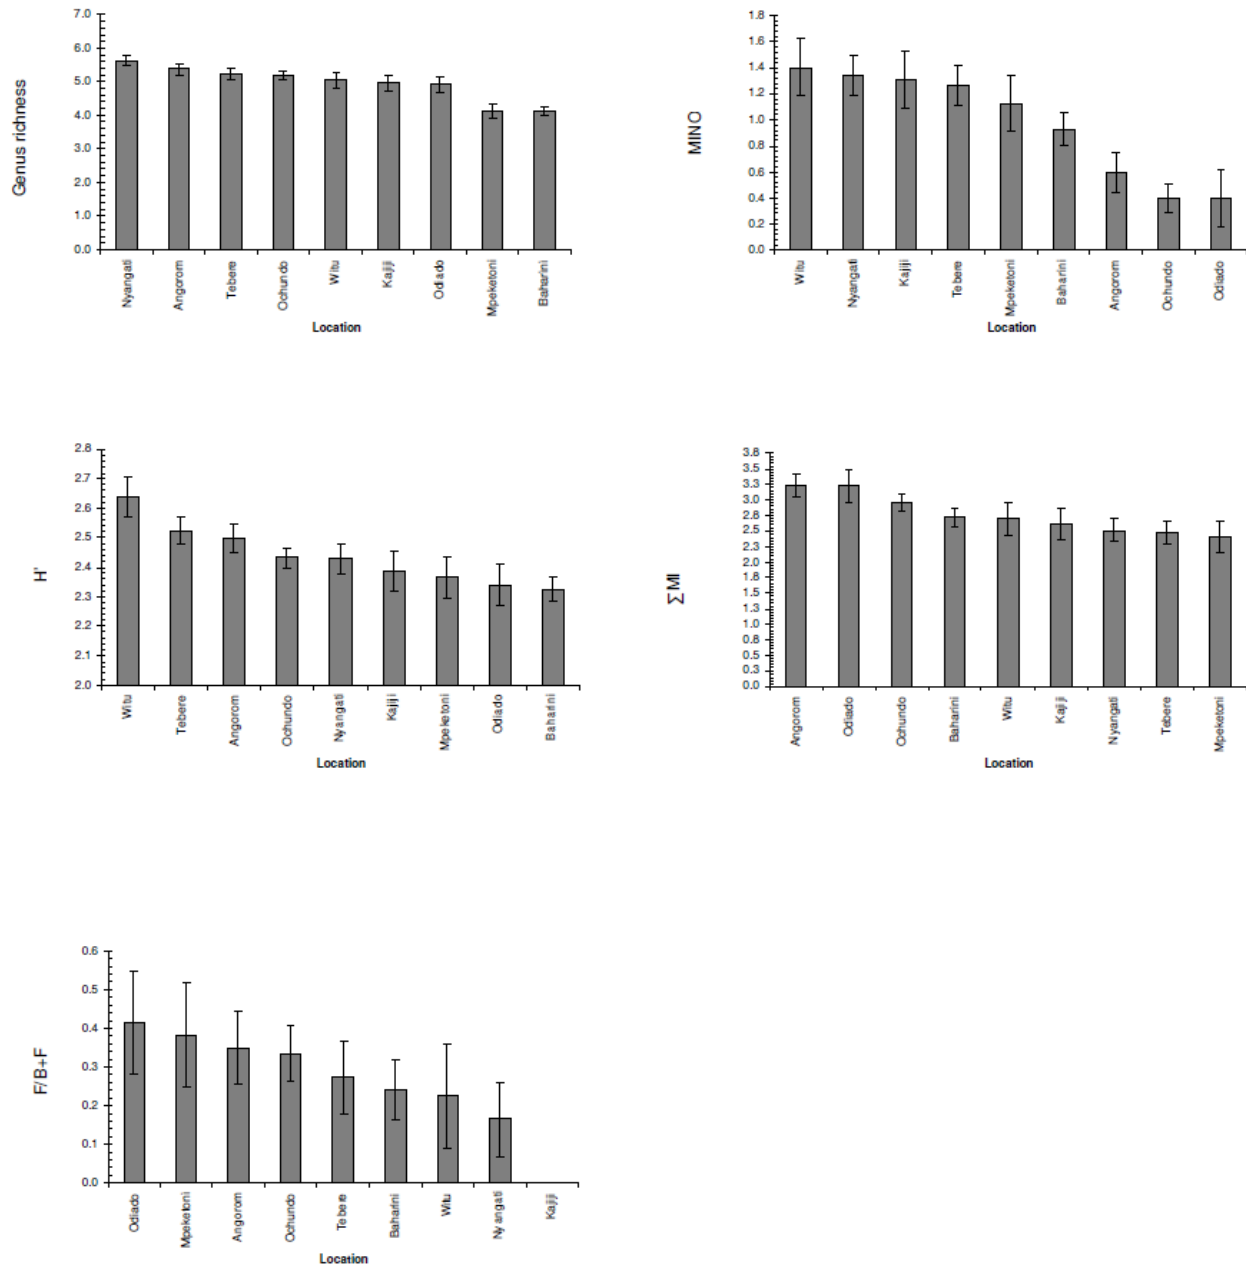 Genus richness
7.0
6.0
5.0
4.0
3.0
2.0
1.0
0.0
Nyangati
Angorom
Tebere
Ochundo
Witu
Kajiji
Odiado
Mpeketoni
Baharini
Location
MINO
1.8
1.6
1.4
1.2
1.0
0.8
0.6
0.4
0.2
0.0
Witu
Nyangati
Kajiji
Tebere
Mpeketoni
Baharini
Angorom
Ochundo
Odiado
Location
H'
2.8
2.7
2.6
2.5
2.4
2.3
2.2
2.1
2.0
Witu
Tebere
Angorom
Ochundo
Nyangati
Kajiji
Mpeketoni
Odiado
Baharini
Location
∑MI
3.8
3.5
3.3
3.0
2.8
2.5
2.3
2.0
1.8
1.5
1.3
1.0
0.8
0.5
0.3
0.0
Angorom
Odiado
Ochundo
Baharini
Witu
Kajiji
Nyangati
Tebere
Mpeketoni
Location
F/B+F
0.6
0.5
0.4
0.3
0.2
0.1
0.0
Odiado
Mpeketoni
Angorom
Ochundo
Tebere
Baharini
Witu
Nyangati
Kajiji
Location